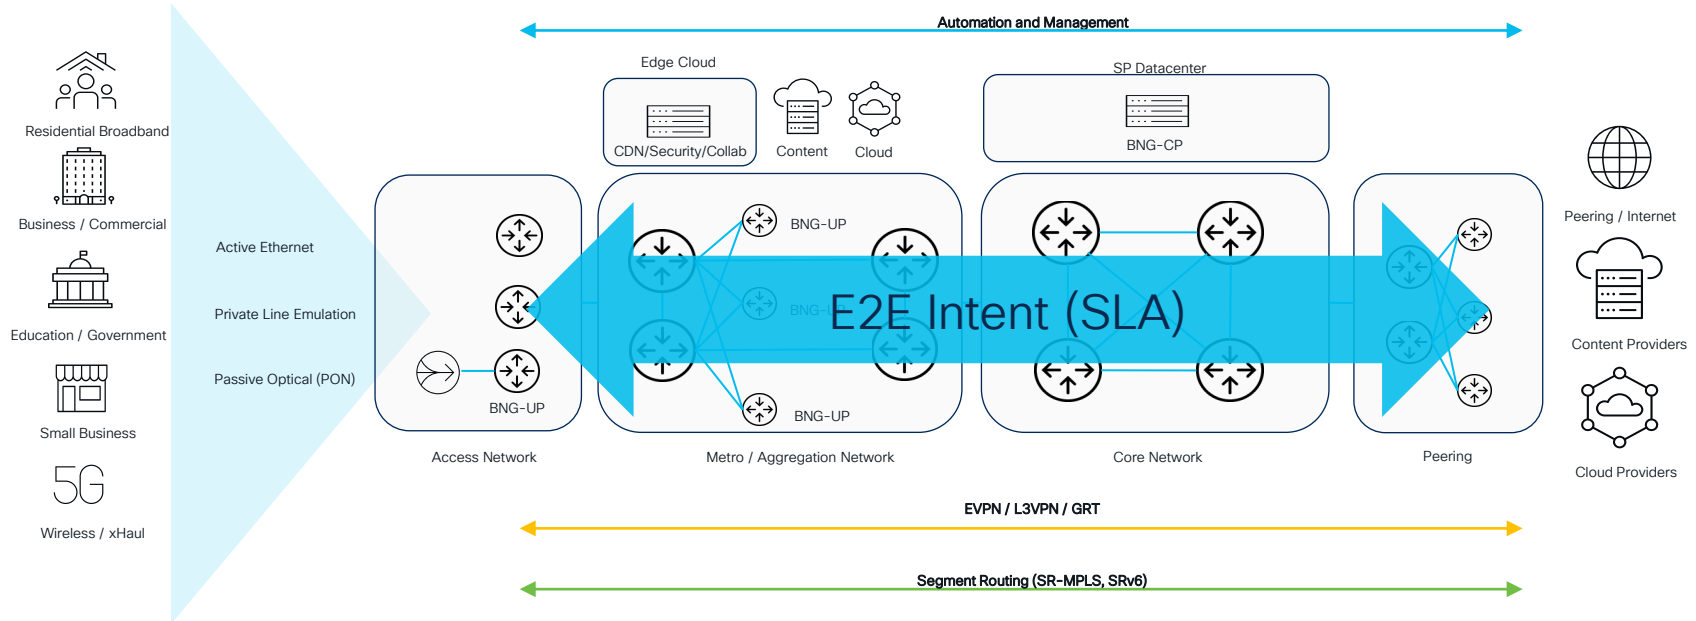 Automation and Management
Edge Cloud
SP Datacenter
CDN/Security/Collab
Content
Cloud
BNG-CP
Residential Broadband
Business / Commercial
Education / Government
Small Business
5G
Wireless / xHaul
Active Ethernet
Private Line Emulation
Passive Optical (PON)
BNG-UP
BNG-UP
BNG-UP
BNG-UP
E2E Intent (SLA)
Access Network
Metro / Aggregation Network
Core Network
Peering
Peering / Internet
Content Providers
Cloud Providers
EVPN / L3VPN / GRT
Segment Routing (SR-MPLS, SRv6)